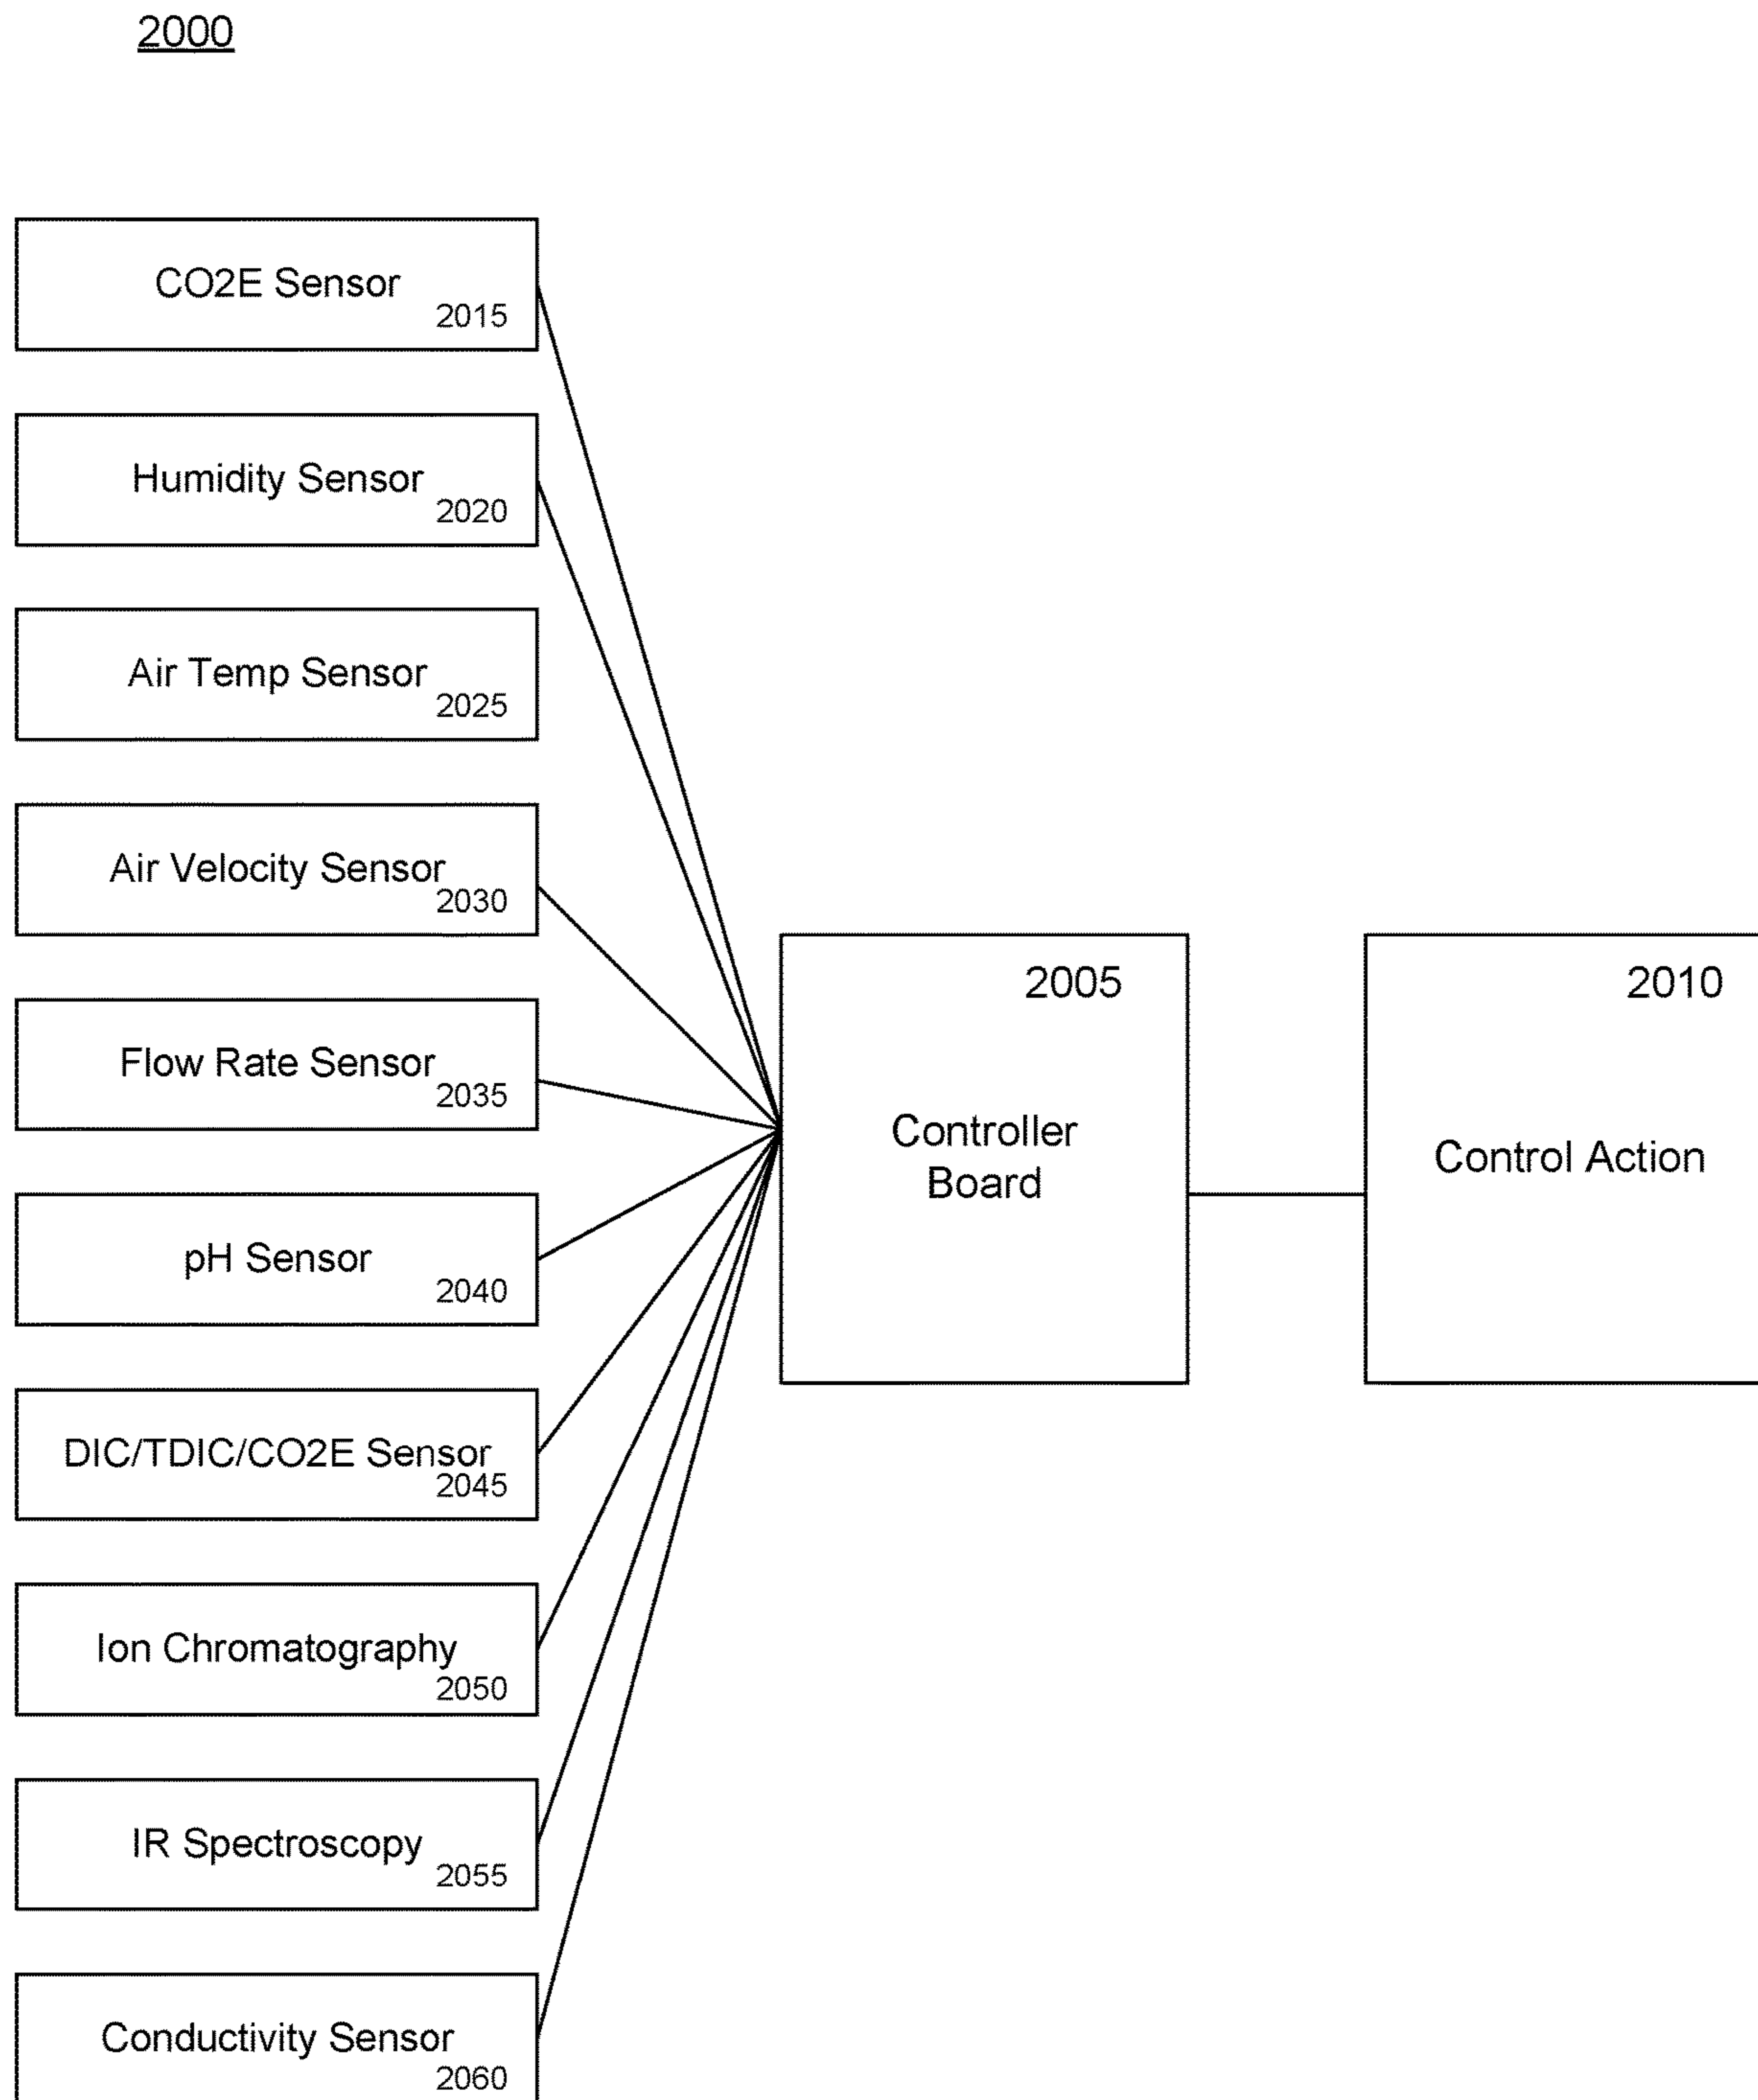 2000
CO2E Sensor
2015
Humidity Sensor
2020
Air Temp Sensor
2025
Air Velocity Sensor
2030
Flow Rate Sensor
2035
pH Sensor
2040
DIC/TDIC/CO2E Sensor
2045
Ion Chromatography
2050
IR Spectroscopy
2055
Conductivity Sensor
2060
2005
Controller
Board
2010
Control Action